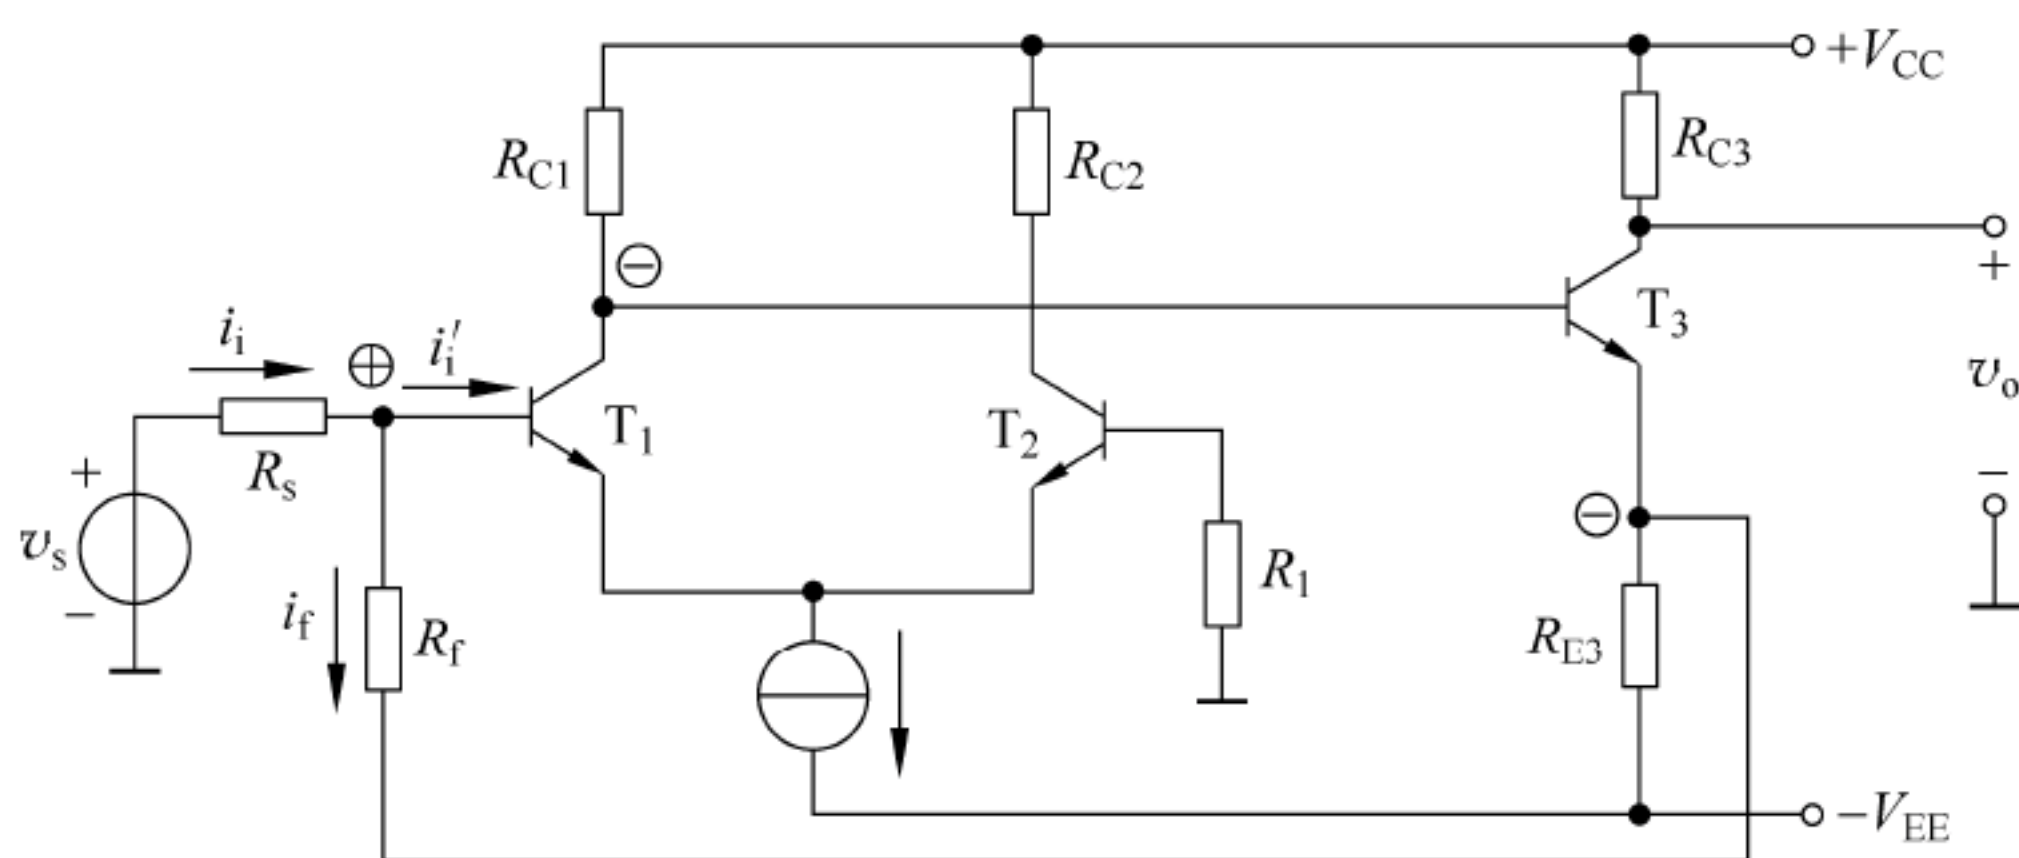 +V_CC
R_C1
R_C2
R_C3
⊖
T_3
i_i
⊕
i_i′
+
T_1
T_2
v_o
+
R_s
−
v_s
⊖
R_1
−
i_f
R_f
R_E3
−V_EE